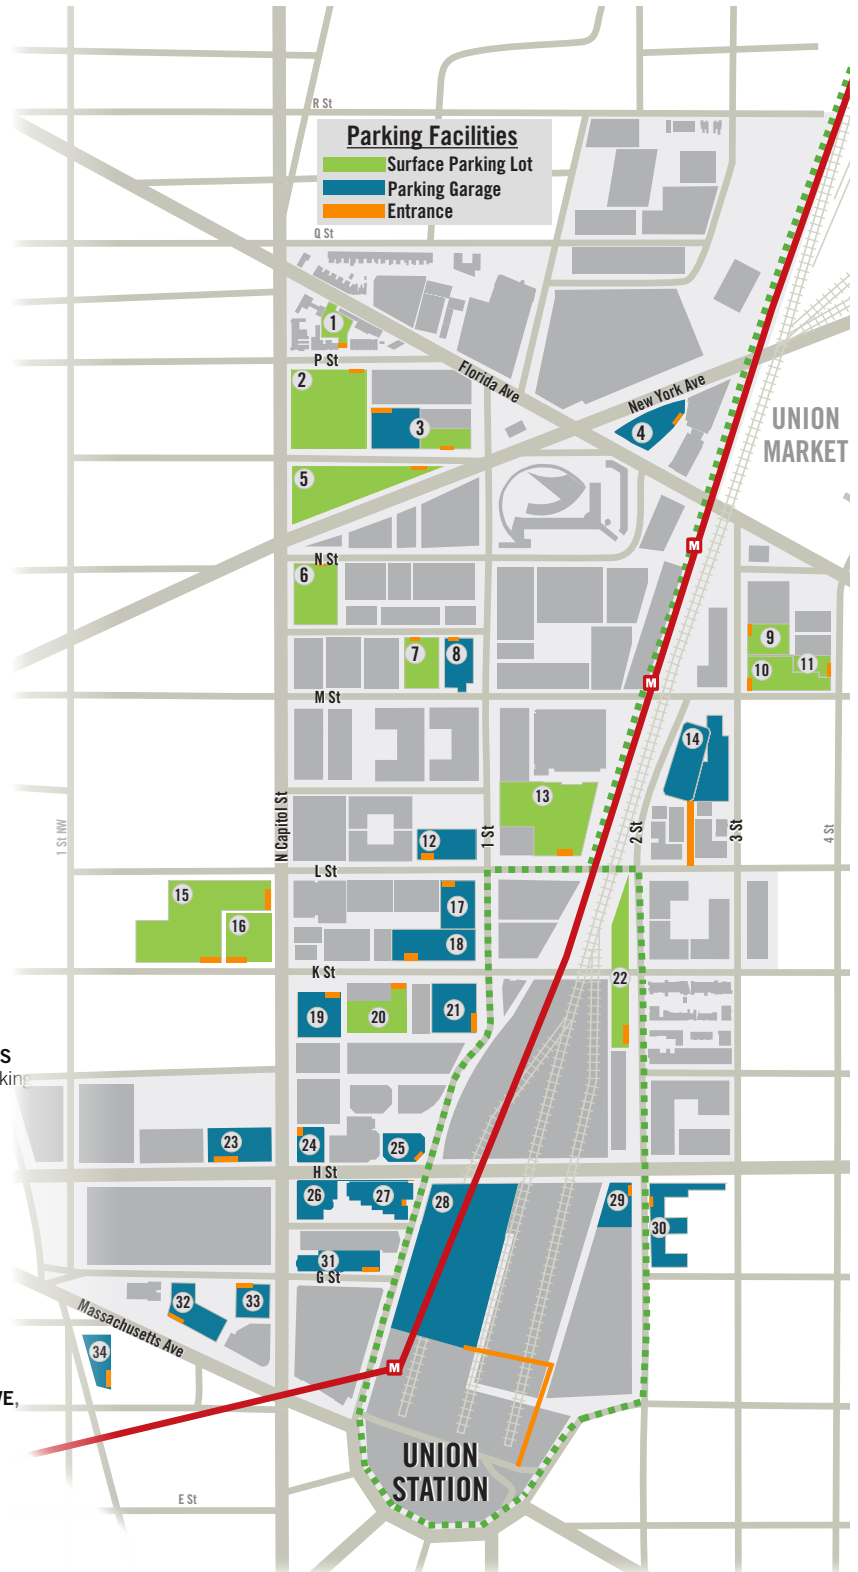 R St
Parking Facilities
Surface Parking Lot
Parking Garage
Entrance
Q St
1
P St
2
Florida Ave
New York Ave
3
4
UNION
MARKET
5
M
N St
6
7
8
9
10
11
M
M St
14
13
N Capitol St
1 St NW
1 St
2 St
3 St
4 St
12
L St
15
16
17
18
K St
22
19
20
21
S
king
23
24
25
H St
26
27
28
29
30
31
G St
32
33
Massachusetts Ave
34
M
VE,
UNION
STATION
E St